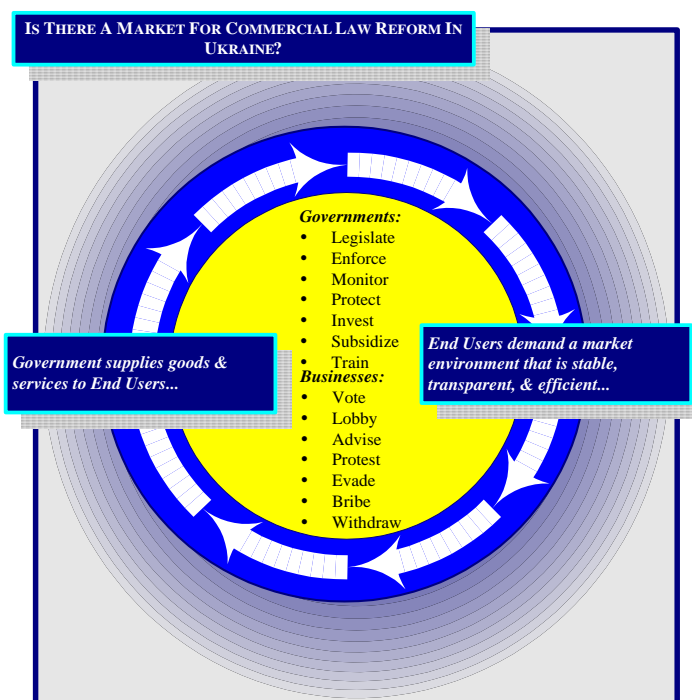 IS THERE A MARKET FOR COMMERCIAL LAW REFORM IN
UKRAINE?
Governments:
• Legislate
• Enforce
• Monitor
• Protect
• Invest
• Subsidize
• Train
Businesses:
• Vote
• Lobby
• Advise
• Protest
• Evade
• Bribe
• Withdraw
Government supplies goods &
services to End Users...
End Users demand a market
environment that is stable,
transparent, & efficient...